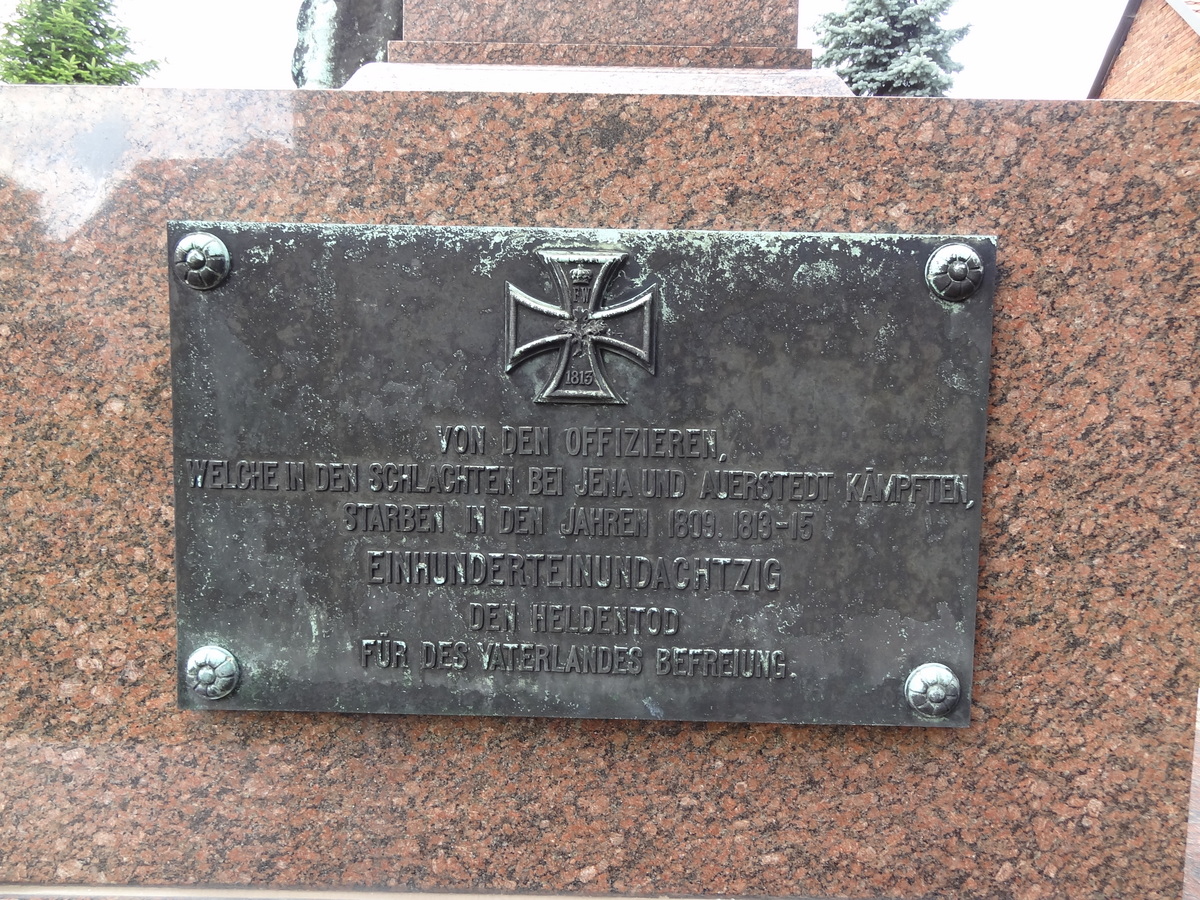 FW
1813
VON DEN OFFIZIEREN,
WELCHE IN DEN SCHLACHTEN BEI JENA UND AUERSTEDT KÄMPFTEN,
STARBEN IN DEN JAHREN 1809. 1813-15
EINHUNDERTEINUNDACHTZIG
DEN HELDENTOD
FÜR DES VATERLANDES BEFREIUNG.